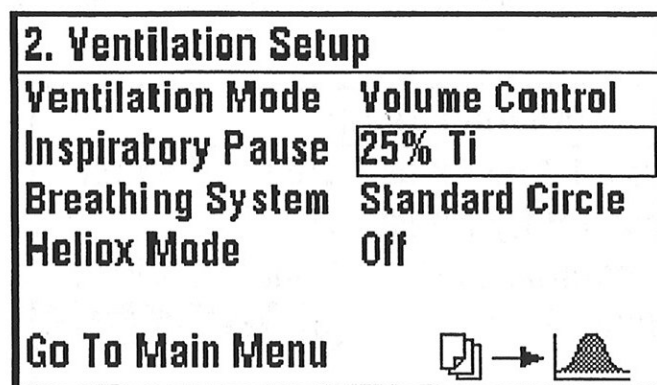 2. Ventilation Setup
Ventilation Mode Volume Control
Inspiratory Pause 25% Ti
Breathing System Standard Circle
Heliox Mode Off
Go To Main Menu